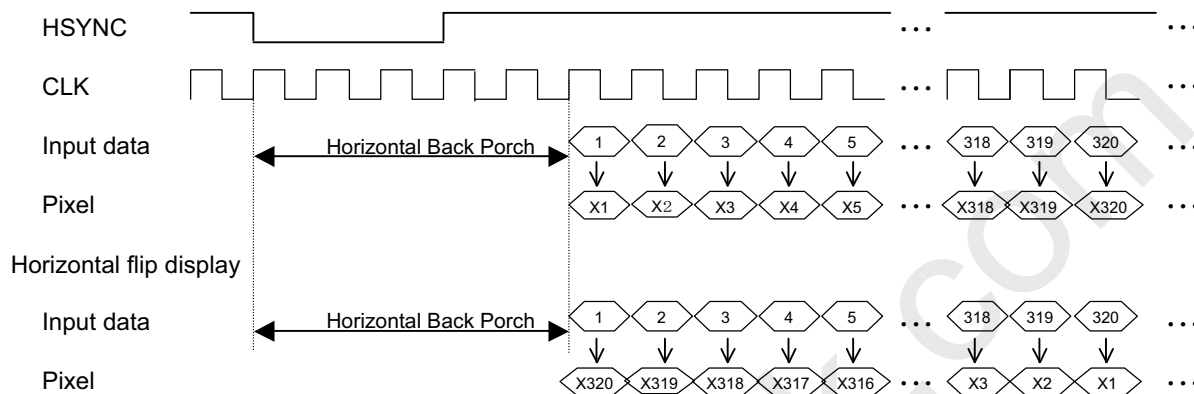 HSYNC ... ...
CLK ... ...
Input data Horizontal Back Porch 1 2 3 4 5 ... 318 319 320 ...
Pixel X1 X2 X3 X4 X5 ... X318 X319 X320 ...
Horizontal flip display
Input data Horizontal Back Porch 1 2 3 4 5 ... 318 319 320 ...
Pixel X320 X319 X318 X317 X316 ... X3 X2 X1 ...
.com